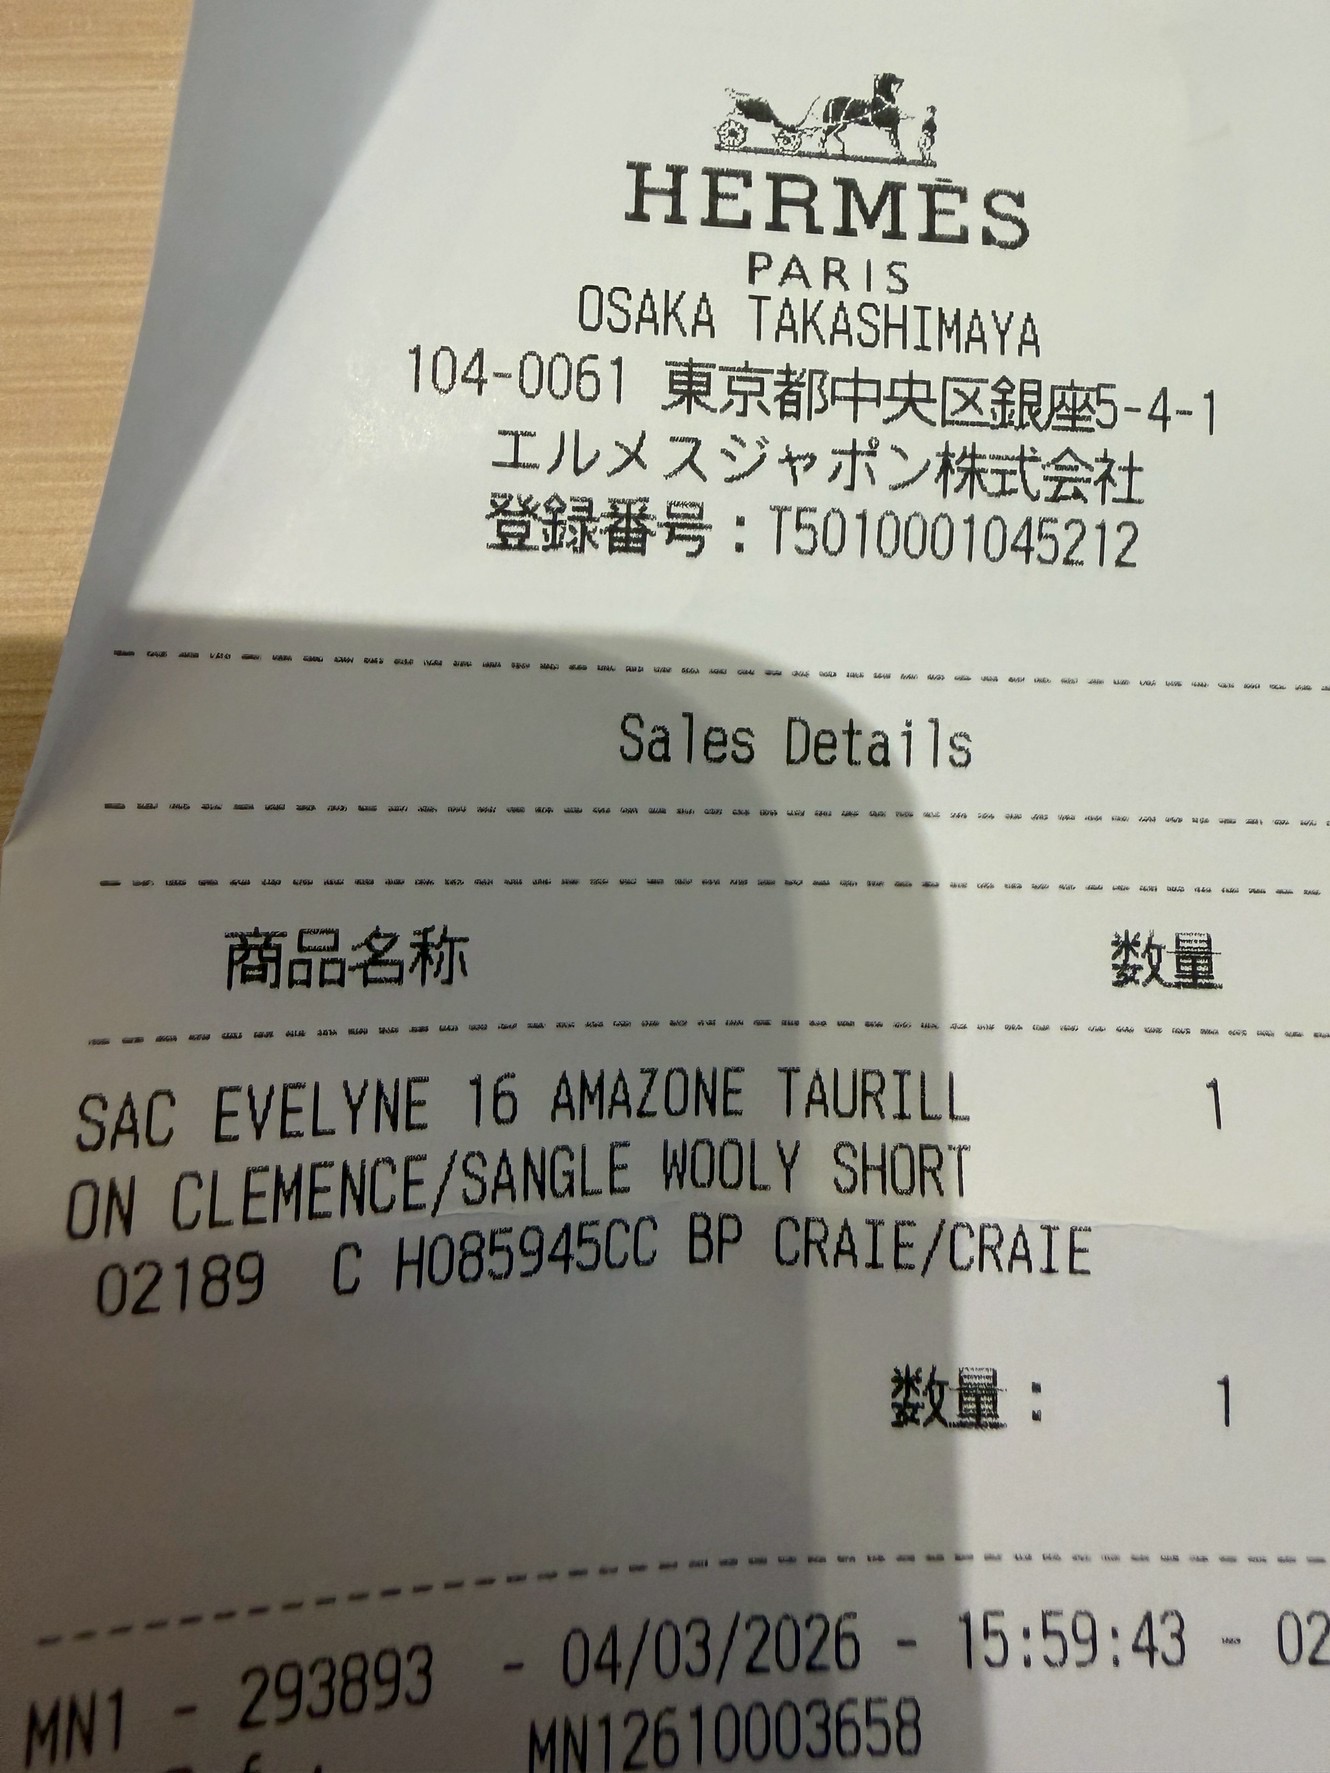 HERMÈS
PARIS
OSAKA TAKASHIMAYA
104-0061 東京都中央区銀座5-4-1
エルメスジャポン株式会社
登録番号：T5010001045212
Sales Details
商品名称 数量
SAC EVELYNE 16 AMAZONE TAURILL 1
ON CLEMENCE/SANGLE WOOLY SHORT
02189 C H085945CC BP CRAIE/CRAIE
数量： 1
MN1 - 293893 - 04/03/2026 - 15:59:43 - 02
MN12610003658